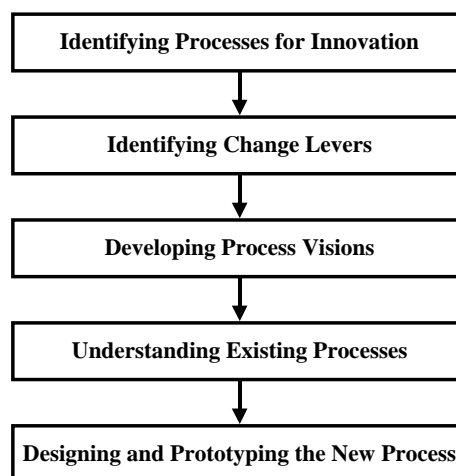 Identifying Processes for Innovation
Identifying Change Levers
Developing Process Visions
Understanding Existing Processes
Designing and Prototyping the New Process